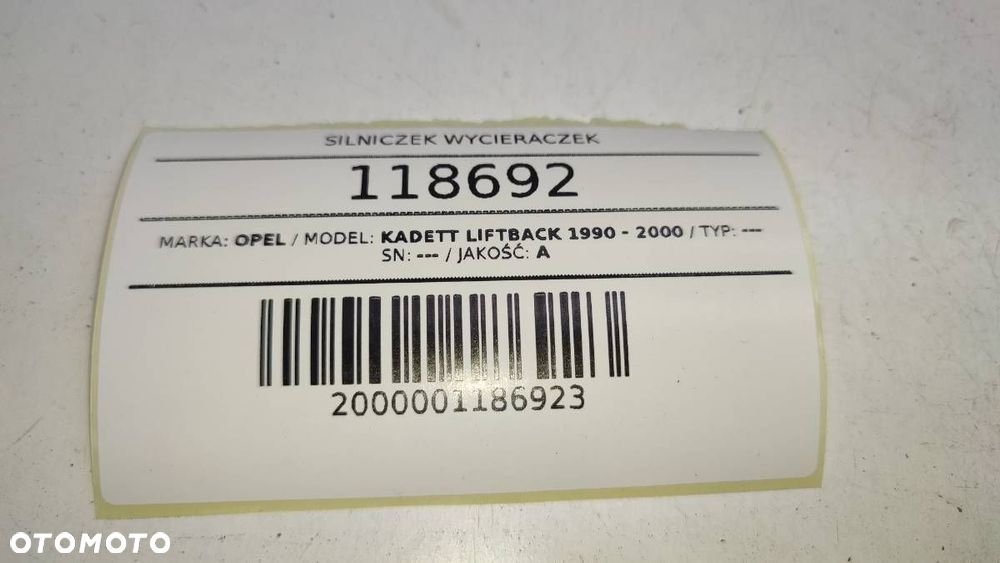 SILNICZEK WYCIERACZEK
118692
MARKA: OPEL / MODEL: KADETT LIFTBACK 1990 - 2000 / TYP: ---
SN: --- / JAKOŚĆ: A
2000001186923
OTOMOTO